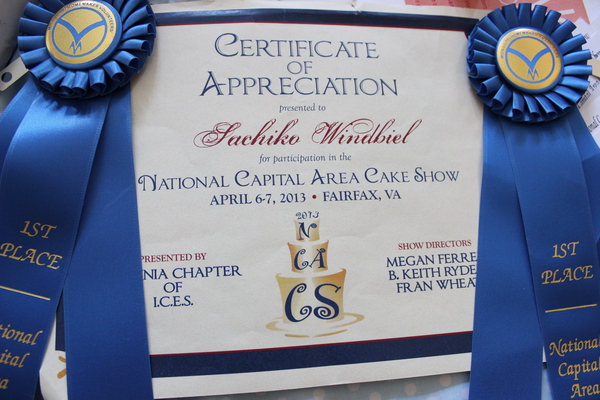 CERTIFICATE
OF
APPRECIATION
presented to
Sachiko Windbiel
for participation in the
NATIONAL CAPITAL AREA CAKE SHOW
APRIL 6-7, 2013 • FAIRFAX, VA
2013
N
CA
CS
PRESENTED BY
NIA CHAPTER
OF
I.C.E.S.
SHOW DIRECTORS
MEGAN FERRE
B. KEITH RYDE
FRAN WHEA
1ST
PLACE
tional
ital
a
1ST
PLACE
National
Capital
Area